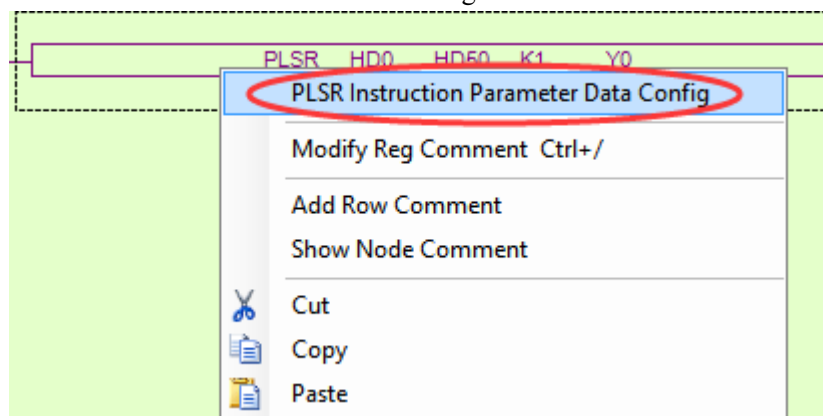 PLSR HD0 HD50 K1 Y0
PLSR Instruction Parameter Data Config
Modify Reg Comment Ctrl+/
Add Row Comment
Show Node Comment
Cut
Copy
Paste